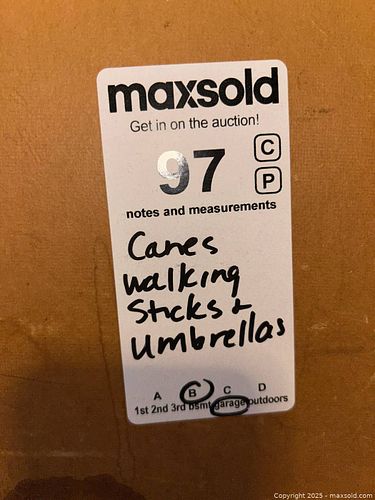 maxsold
Get in on the auction!
97
C
P
notes and measurements
Canes
walking
Sticks &
Umbrellas
A B C D
1st 2nd 3rd bsmt garage outdoors
Copyright 2025 - maxsold.com